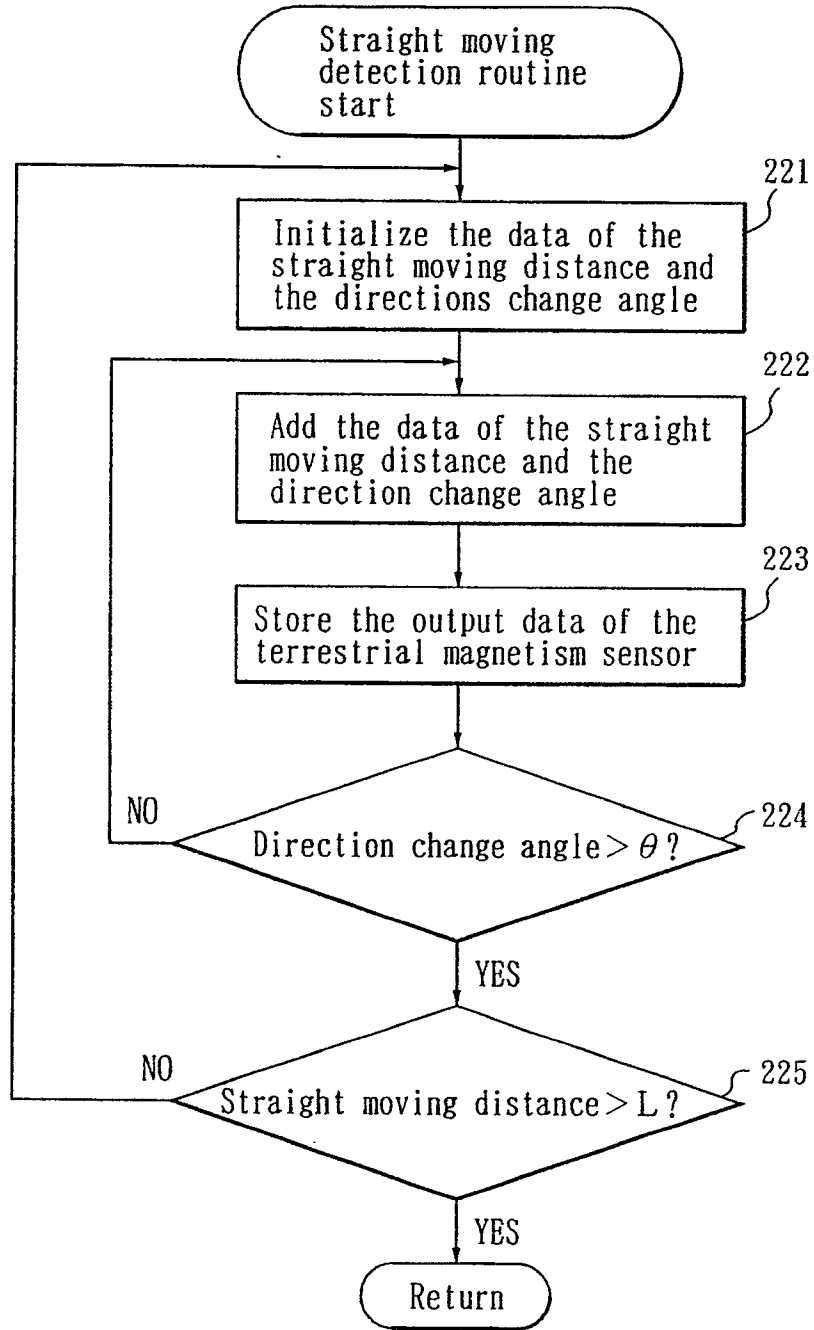 Straight moving
detection routine
start
221
Initialize the data of the
straight moving distance and
the directions change angle
222
Add the data of the straight
moving distance and the
direction change angle
223
Store the output data of the
terrestrial magnetism sensor
NO
224
Direction change angle > θ ?
YES
NO
225
Straight moving distance > L ?
YES
Return